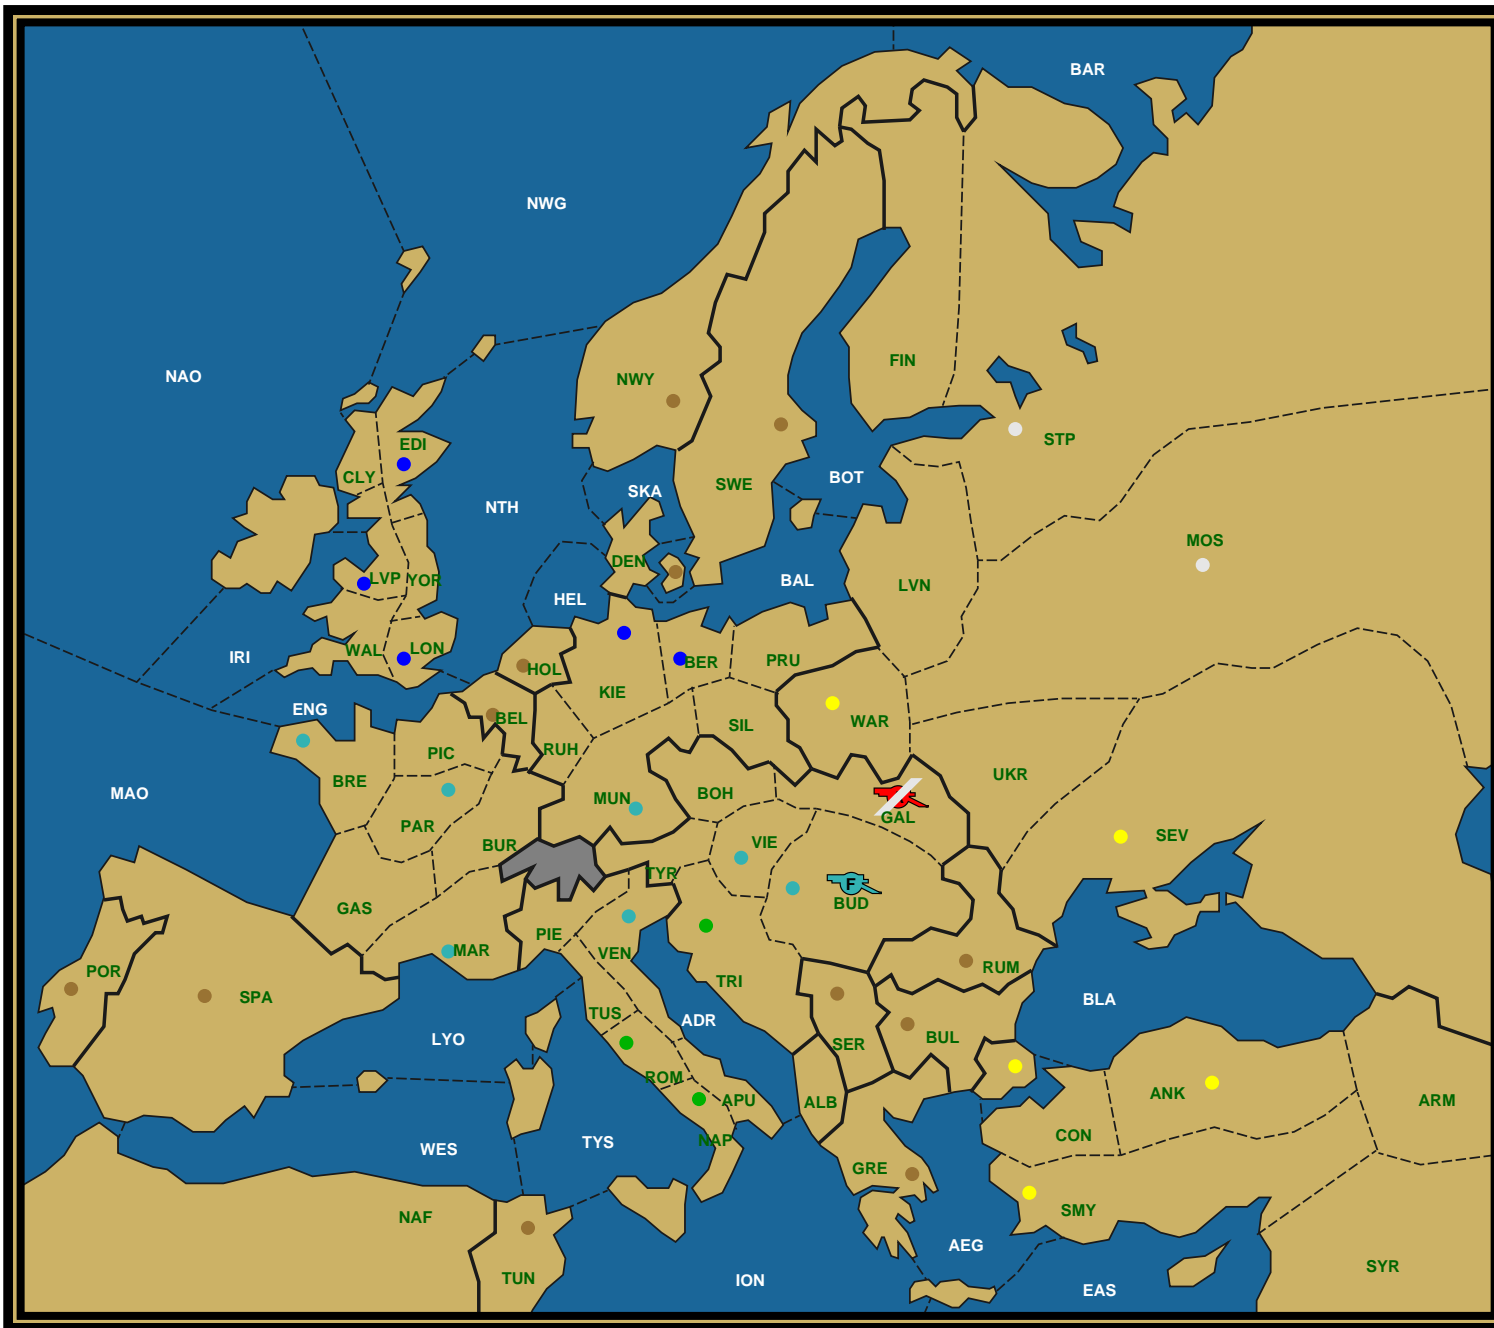 BAR
NWG
NAO
FIN
NWY
EDI
STP
CLY
BOT
SWE
SKA
NTH
MOS
DEN
LVP
YOR
BAL
LVN
HEL
WAL
LON
IRI
HOL
BER
PRU
KIE
ENG
BEL
WAR
SIL
PIC
RUH
UKR
BRE
MAO
BOH
MUN
GAL
PAR
SEV
BUR
VIE
TYR
F
BUD
GAS
PIE
MAR
VEN
RUM
POR
TRI
SPA
BLA
TUS
ADR
LYO
SER
BUL
ROM
ANK
APU
ALB
ARM
CON
NAP
TYS
WES
GRE
SMY
NAF
AEG
SYR
TUN
ION
EAS